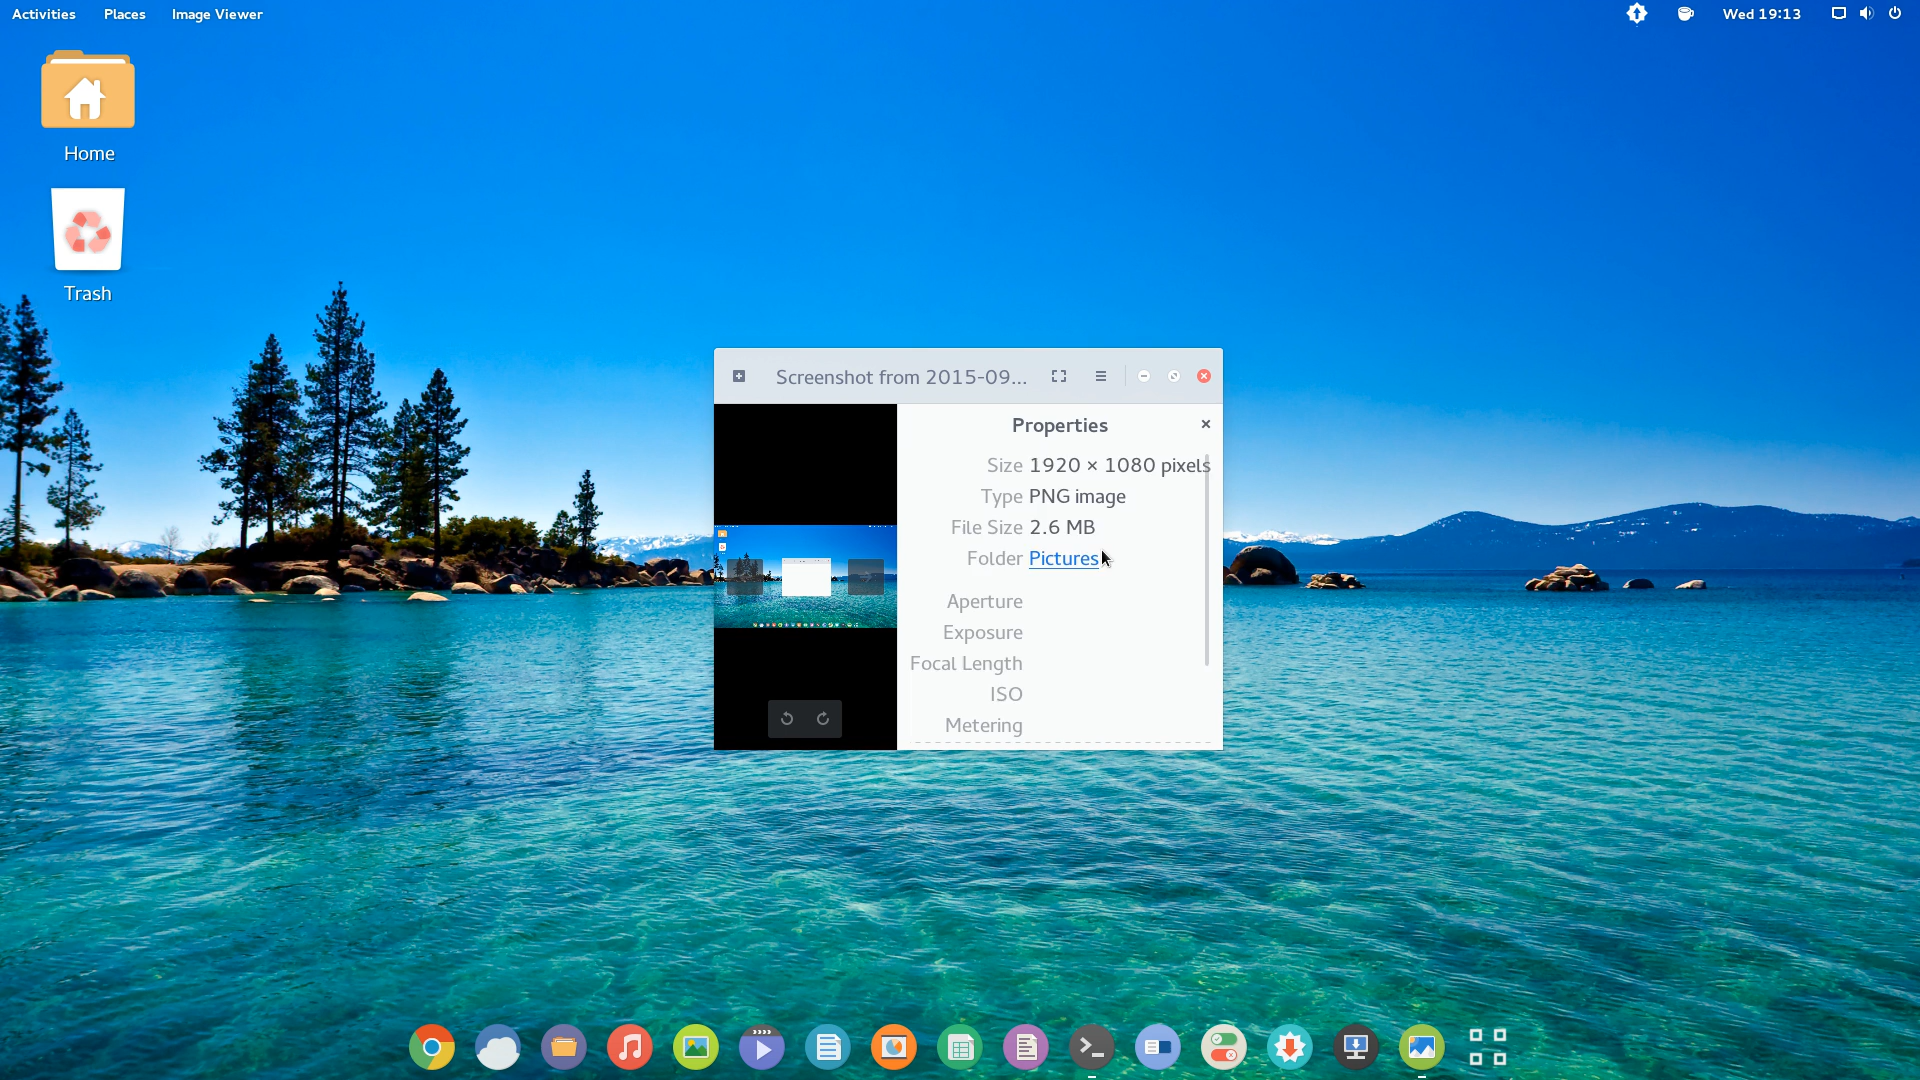 Activities Places Image Viewer Wed 19:13
Home
Trash
Screenshot from 2015-09...
Properties
Size 1920 × 1080 pixels
Type PNG image
File Size 2.6 MB
Folder Pictures
Aperture
Exposure
Focal Length
ISO
Metering